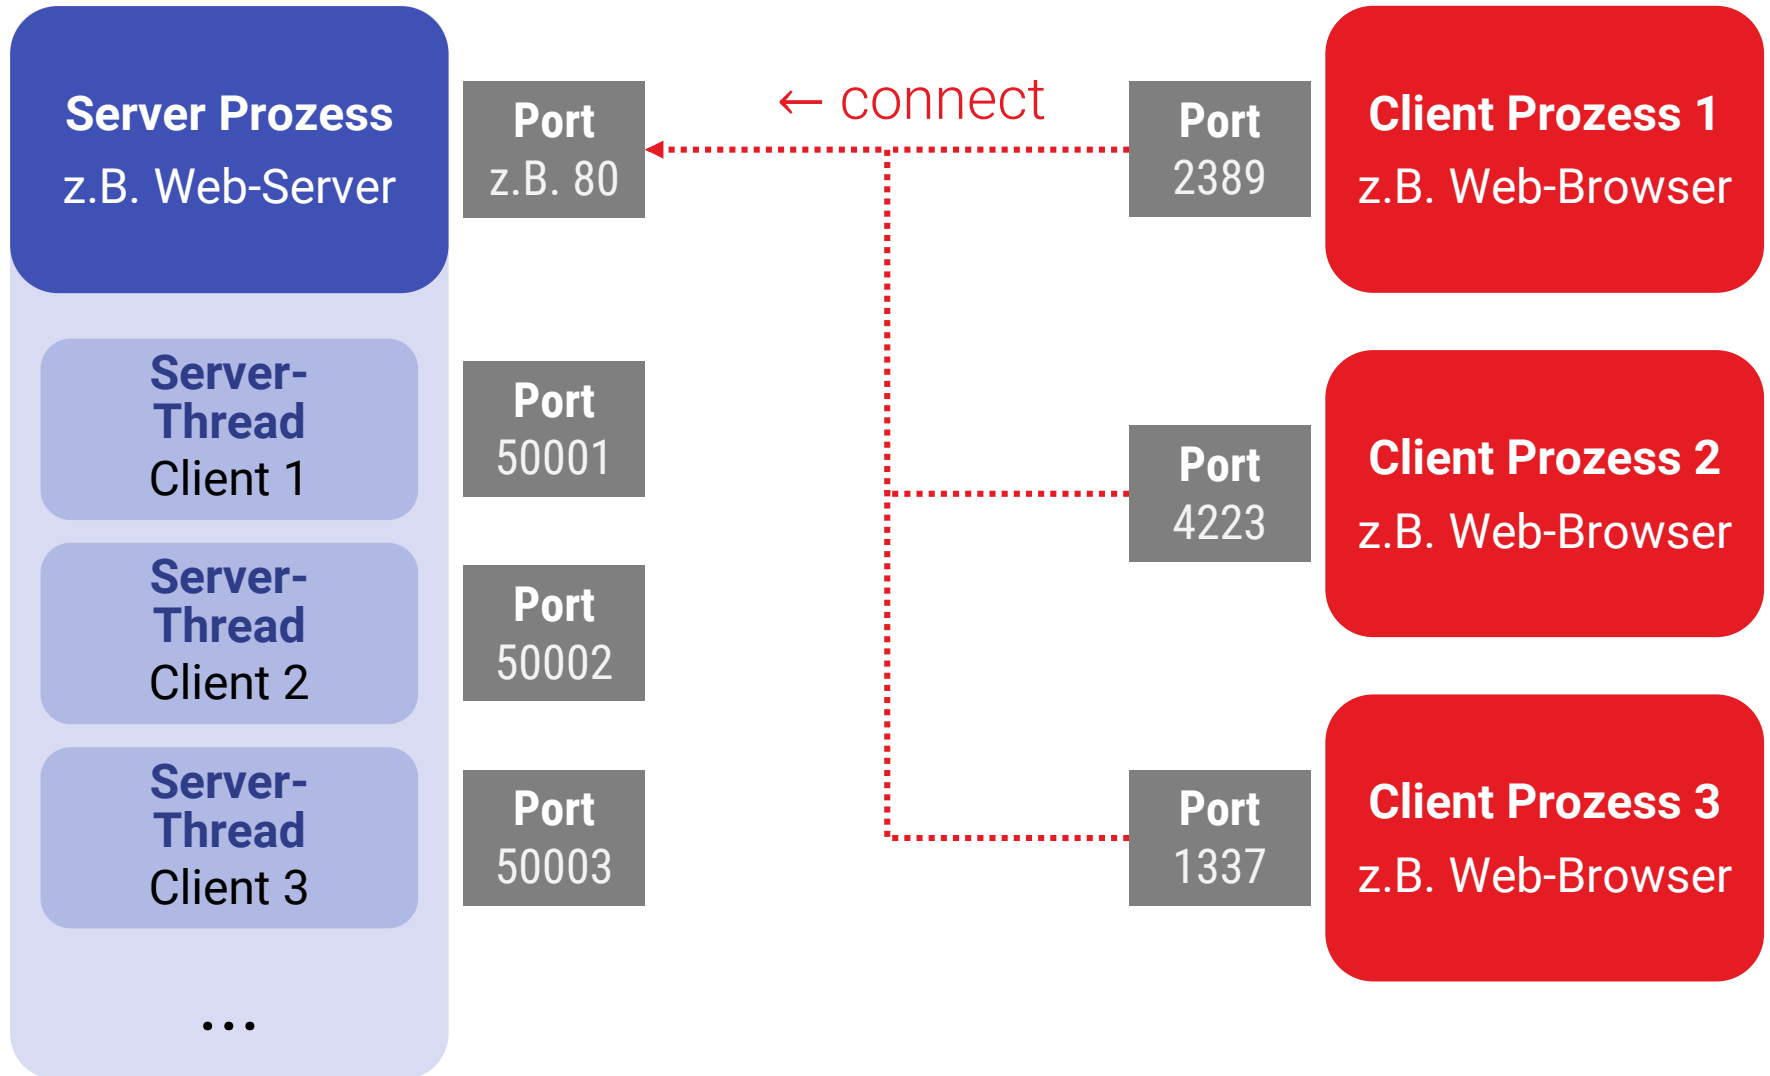 Server Prozess
z.B. Web-Server
Port
z.B. 80
← connect
Port
2389
Client Prozess 1
z.B. Web-Browser
Server-
Thread
Client 1
Port
50001
Port
4223
Client Prozess 2
z.B. Web-Browser
Server-
Thread
Client 2
Port
50002
Server-
Thread
Client 3
Port
50003
Port
1337
Client Prozess 3
z.B. Web-Browser
...